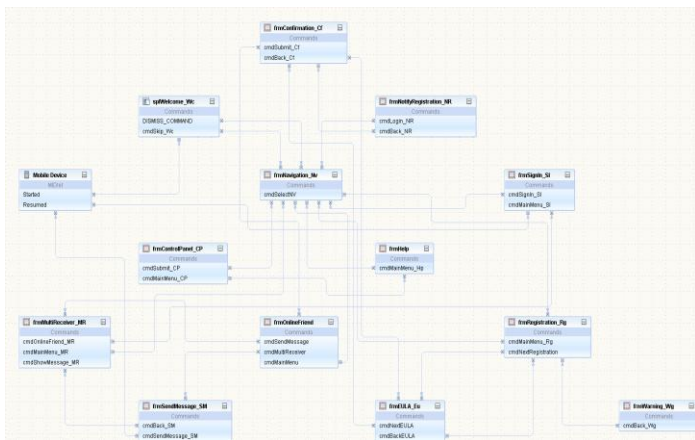 frmConfirmation_Cf
Commands
cmdSubmit_Cf
cmdBack_Cf
splWelcome_Wc
Commands
DISMISS_COMMAND
cmdSkip_Wc
frmNotifyRegistration_NR
Commands
cmdLogin_NR
cmdBack_NR
Mobile Device
MIDlet
Started
Resumed
frmNavigation_Nv
Commands
cmdSelectNV
frmSignIn_SI
Commands
cmdSignIn_SI
cmdMainMenu_SI
frmControlPanel_CP
Commands
cmdSubmit_CP
cmdMainMenu_CP
frmHelp
Commands
cmdMainMenu_Hp
frmMultiReceiver_MR
Commands
cmdOnlineFriend_MR
cmdMainMenu_MR
cmdShowMessage_MR
frmOnlineFriend
Commands
cmdSendMessage
cmdMultiReceiver
cmdMainMenu
frmRegistration_Rg
Commands
cmdMainMenu_Rg
cmdNextRegistration
frmSendMessage_SM
Commands
cmdBack_SM
cmdSendMessage_SM
frmEULA_Eu
Commands
cmdNextEULA
cmdBackEULA
frmWarning_Wg
Commands
cmdBack_Wg